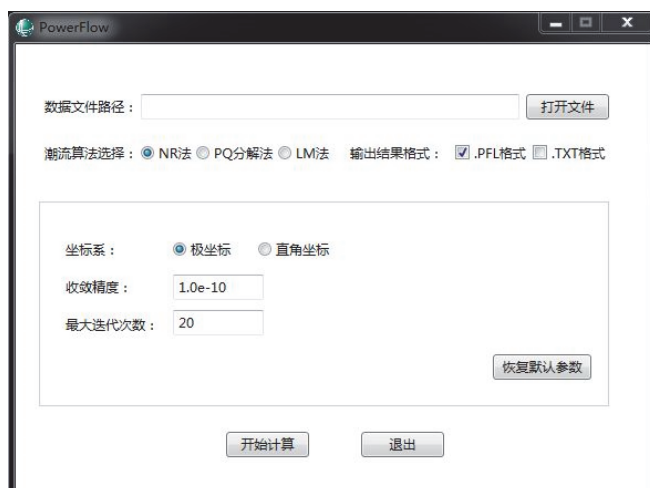 PowerFlow
数据文件路径： 打开文件
潮流算法选择： NR法 PQ分解法 LM法 输出结果格式： .PFL格式 .TXT格式
坐标系： 极坐标 直角坐标
收敛精度： 1.0e-10
最大迭代次数： 20
恢复默认参数
开始计算 退出